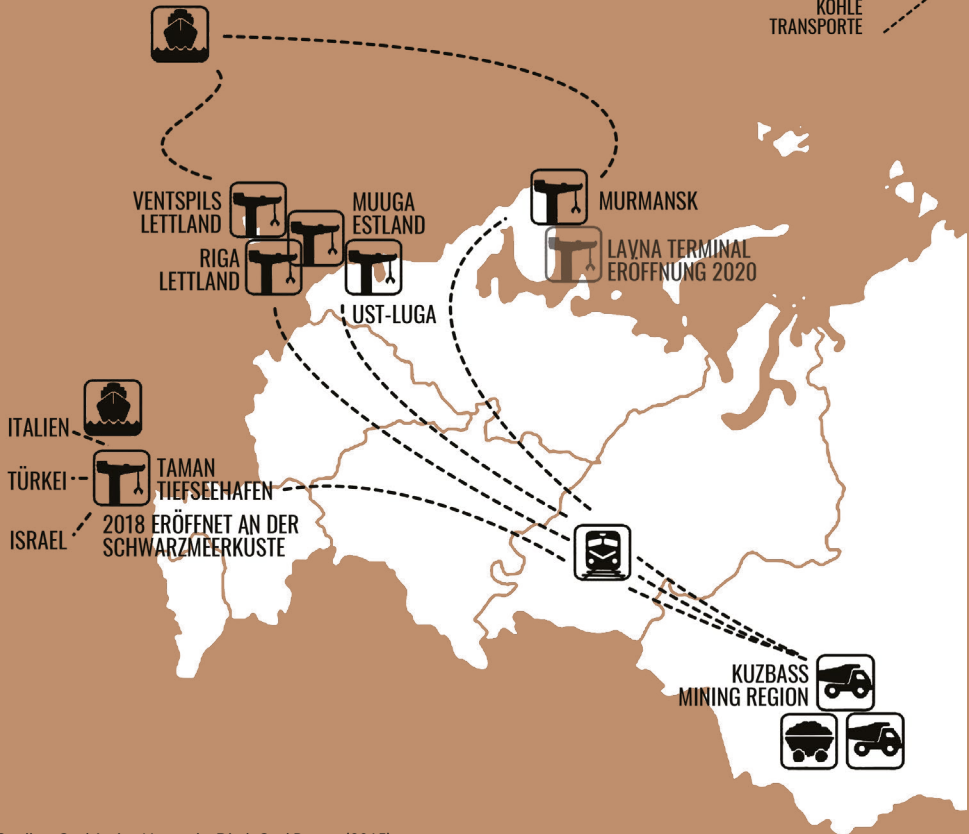 KOHLE
TRANSPORTE
VENTSPILS
LETTLAND
MUUGA
ESTLAND
RIGA
LETTLAND
UST-LUGA
MURMANSK
LAVNA TERMINAL
ERÖFFNUNG 2020
ITALIEN
TÜRKEI
ISRAEL
TAMAN
TIEFSEEHAFEN
2018 ERÖFFNET AN DER
SCHWARZMEERKÜSTE
KUZBASS
MINING REGION